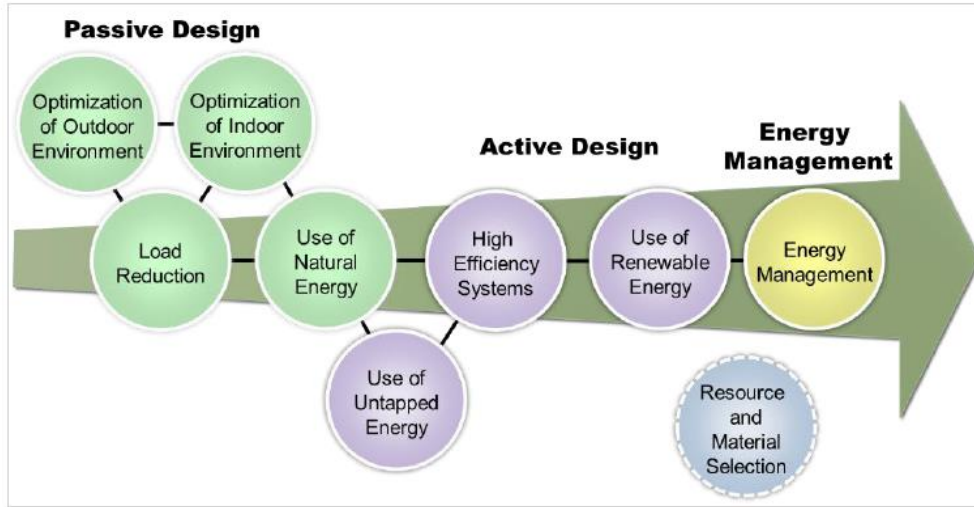 Passive Design
Optimization
of Outdoor
Environment
Optimization
of Indoor
Environment
Load
Reduction
Use of
Natural
Energy
Use of
Untapped
Energy
Active Design
High
Efficiency
Systems
Use of
Renewable
Energy
Energy
Management
Energy
Management
Resource
and
Material
Selection